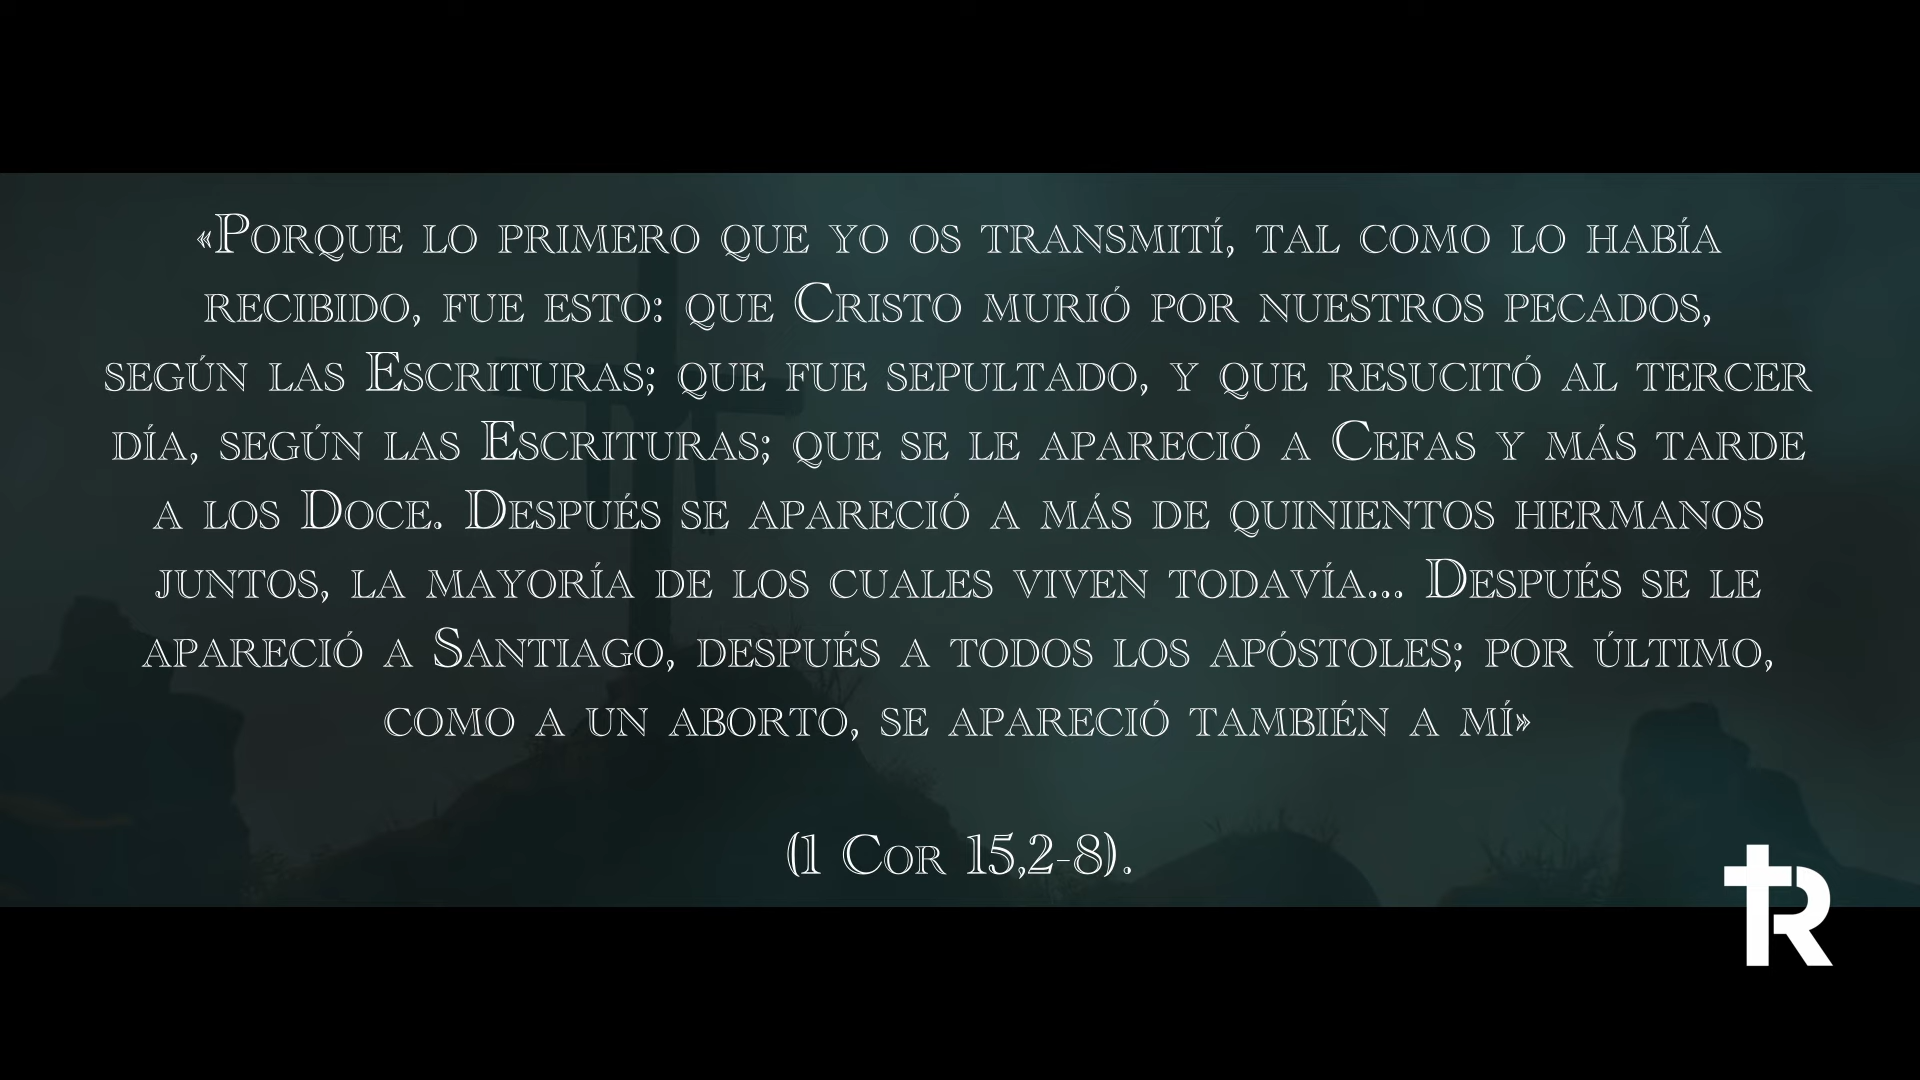 «Porque lo primero que yo os transmití, tal como lo había
recibido, fue esto: que Cristo murió por nuestros pecados,
según las Escrituras; que fue sepultado, y que resucitó al tercer
día, según las Escrituras; que se le apareció a Cefas y más tarde
a los Doce. Después se apareció a más de quinientos hermanos
juntos, la mayoría de los cuales viven todavía... Después se le
apareció a Santiago, después a todos los apóstoles; por último,
como a un aborto, se apareció también a mí»
(1 Cor 15,2-8).
R